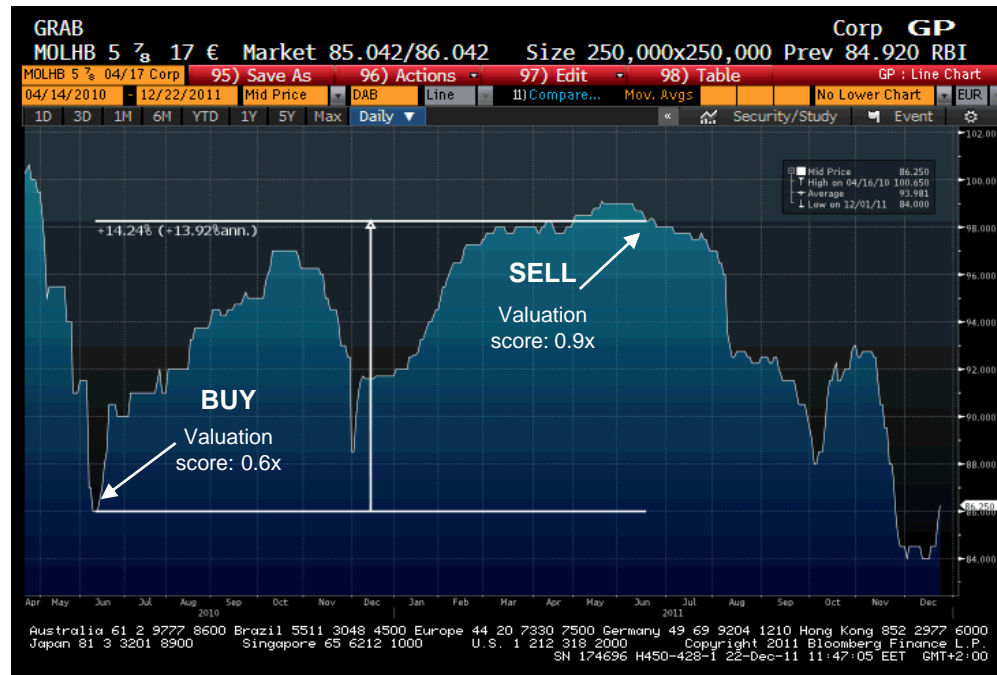 GRAB Corp GP
MOLHB 5 ⅞ 17 € Market 85.042/86.042 Size 250,000x250,000 Prev 84.920 RBI
MOLHB 5 ⅞ 04/17 Corp 95) Save As 96) Actions 97) Edit 98) Table GP : Line Chart
04/14/2010 - 12/22/2011 Mid Price DAB Line 11) Compare... Mov. Avgs No Lower Chart EUR
1D 3D 1M 6M YTD 1Y 5Y Max Daily ▼ « Security/Study Event
102.00
Mid Price 86.250
High on 04/16/10 100.650
Average 93.981
Low on 12/01/11 84.000
100.00
+14.24% (+13.92%ann.)
98.000
SELL
96.000
Valuation
score: 0.9x
94.000
92.000
BUY
90.000
Valuation
score: 0.6x
88.000
86.250
86.000
84.000
Apr May Jun Jul Aug Sep Oct Nov Dec Jan Feb Mar Apr May Jun Jul Aug Sep Oct Nov Dec
2010 2011
Australia 61 2 9777 8600 Brazil 5511 3048 4500 Europe 44 20 7330 7500 Germany 49 69 9204 1210 Hong Kong 852 2977 6000
Japan 81 3 3201 8900 Singapore 65 6212 1000 U.S. 1 212 318 2000 Copyright 2011 Bloomberg Finance L.P.
SN 174696 H450-428-1 22-Dec-11 11:47:05 EET GMT+2:00